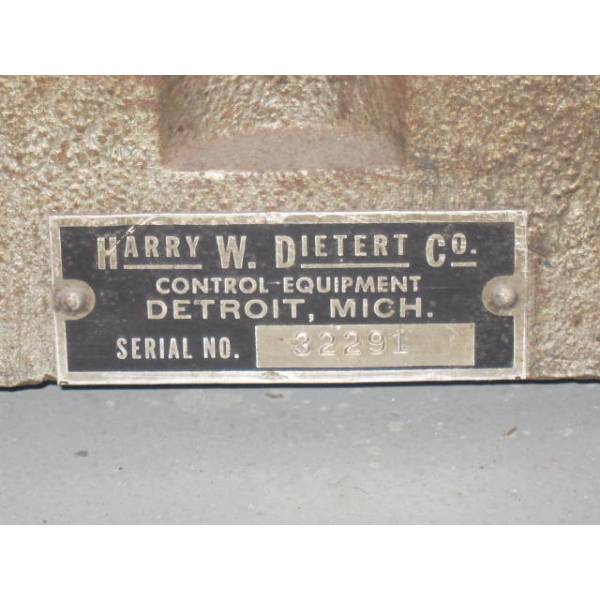 HARRY W. DIETERT CO.
CONTROL EQUIPMENT
DETROIT, MICH.
SERIAL NO. 32291